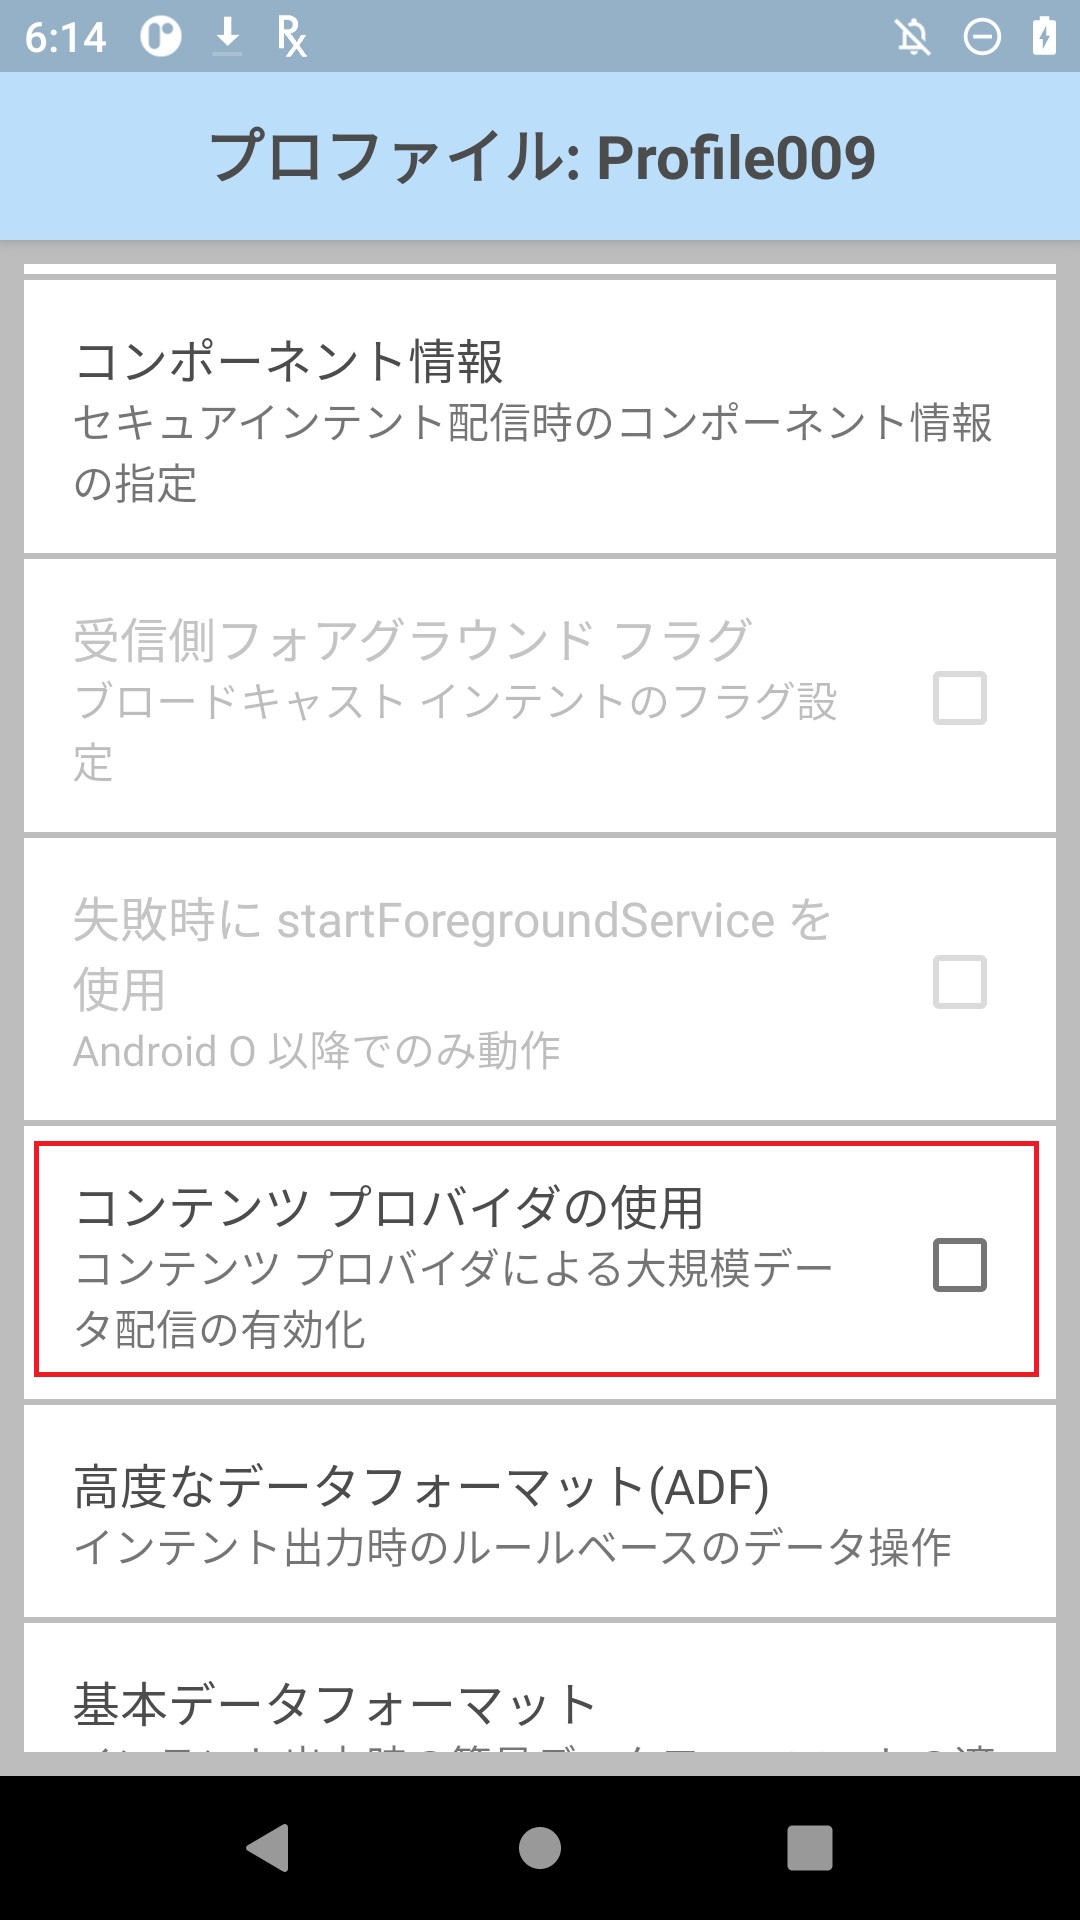 6:14
プロファイル: Profile009
コンポーネント情報
セキュアインテント配信時のコンポーネント情報
の指定
受信側フォアグラウンド フラグ
ブロードキャスト インテントのフラグ設
定
失敗時に startForegroundService を
使用
Android O 以降でのみ動作
コンテンツ プロバイダの使用
コンテンツ プロバイダによる大規模デー
タ配信の有効化
高度なデータフォーマット(ADF)
インテント出力時のルールベースのデータ操作
基本データフォーマット